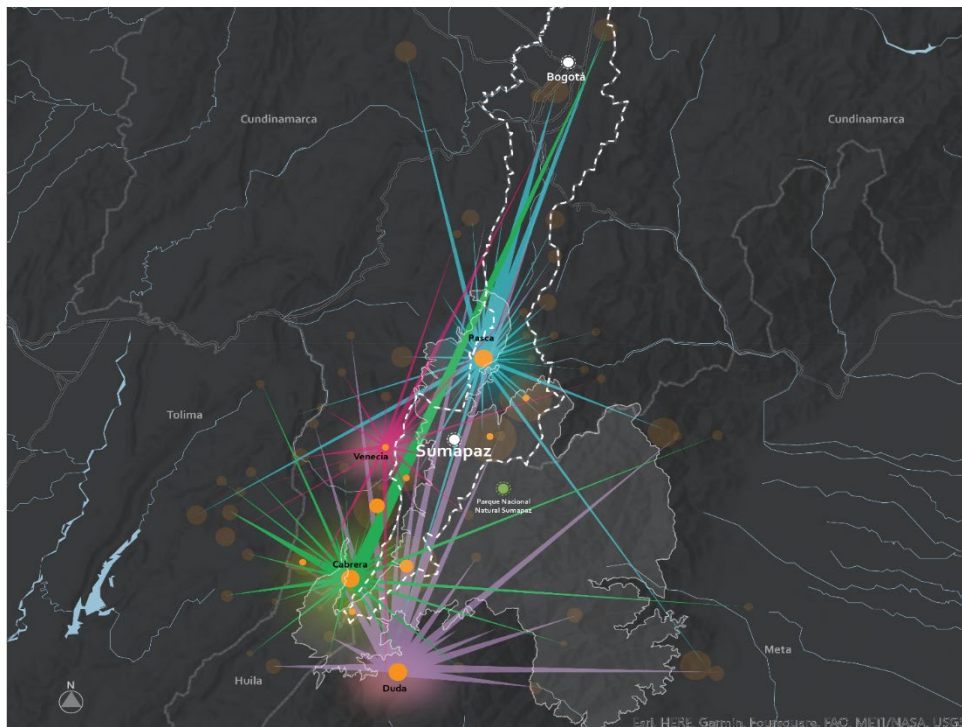 Bogotá
Cundinamarca
Cundinamarca
Pasca
Tolima
Venecia
Sumapaz
Parque Nacional
Natural Sumapaz
Cabrera
Meta
Huila
Duda
N
Esri, HERE, Garmin, Foursquare, FAO, METI/NASA, USGS